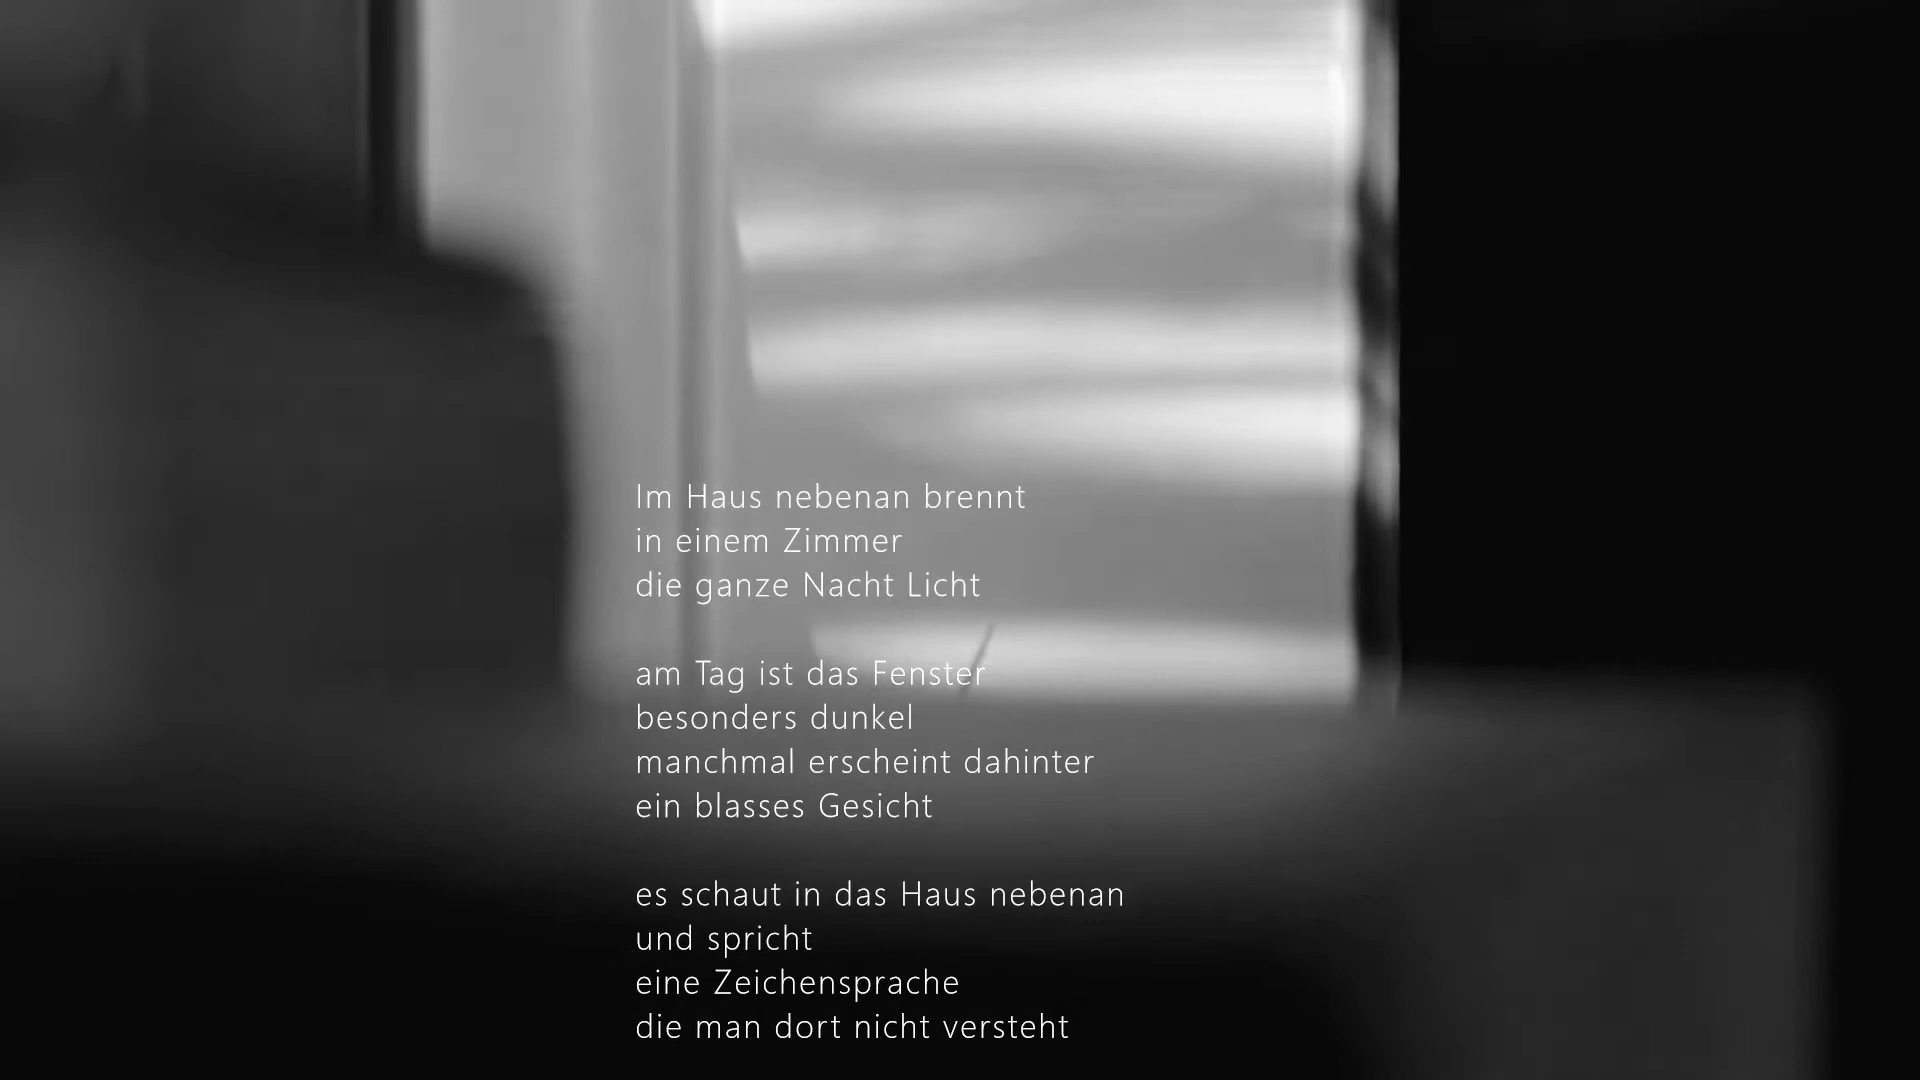 Im Haus nebenan brennt
in einem Zimmer
die ganze Nacht Licht
am Tag ist das Fenster
besonders dunkel
manchmal erscheint dahinter
ein blasses Gesicht
es schaut in das Haus nebenan
und spricht
eine Zeichensprache
die man dort nicht versteht